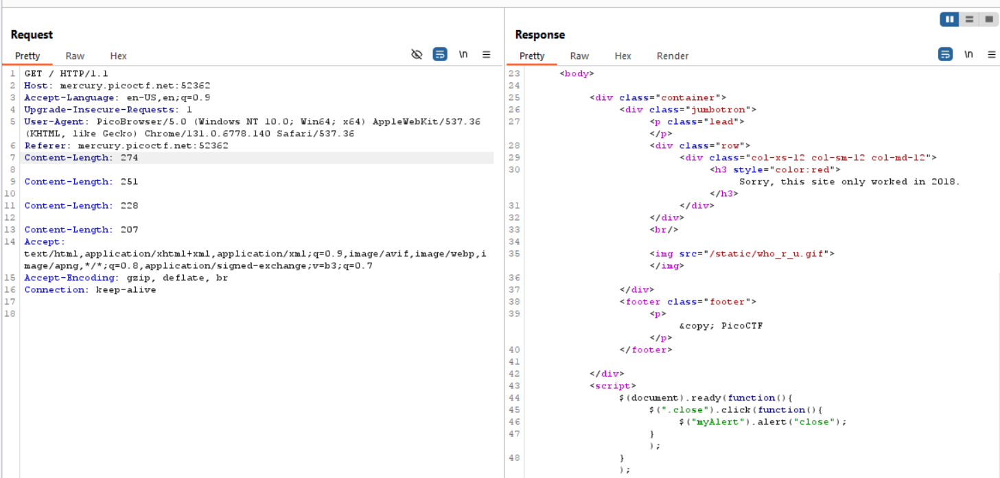 Request
Pretty Raw Hex \n
1 GET / HTTP/1.1
2 Host: mercury.picoctf.net:52362
3 Accept-Language: en-US,en;q=0.9
4 Upgrade-Insecure-Requests: 1
5 User-Agent: PicoBrowser/5.0 (Windows NT 10.0; Win64; x64) AppleWebKit/537.36
(KHTML, like Gecko) Chrome/131.0.6778.140 Safari/537.36
6 Referer: mercury.picoctf.net:52362
7 Content-Length: 274
8
9 Content-Length: 251
10
11 Content-Length: 228
12
13 Content-Length: 207
14 Accept:
text/html,application/xhtml+xml,application/xml;q=0.9,image/avif,image/webp,i
mage/apng,*/*;q=0.8,application/signed-exchange;v=b3;q=0.7
15 Accept-Encoding: gzip, deflate, br
16 Connection: keep-alive
17
18
Response
Pretty Raw Hex Render \n
23 <body>
24
25 <div class="container">
26 <div class="jumbotron">
27 <p class="lead">
</p>
28 <div class="row">
29 <div class="col-xs-12 col-sm-12 col-md-12">
30 <h3 style="color:red">
Sorry, this site only worked in 2018.
</h3>
31 </div>
32 </div>
33 <br/>
34
35 <img src="/static/who_r_u.gif">
</img>
36
37 </div>
38 <footer class="footer">
39 <p>
&copy; PicoCTF
</p>
40 </footer>
41
42 </div>
43 <script>
44 $(document).ready(function(){
45 $(".close").click(function(){
46 $("myAlert").alert("close");
47 }
);
48 }
);